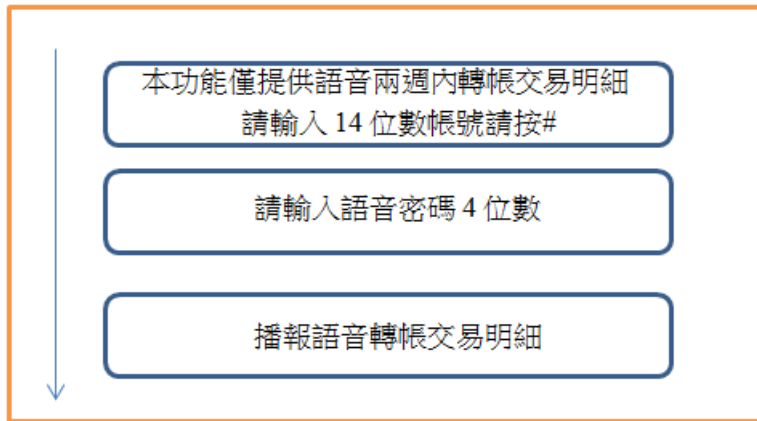 本功能僅提供語音兩週內轉帳交易明細
請輸入 14 位數帳號請按#
請輸入語音密碼 4 位數
播報語音轉帳交易明細